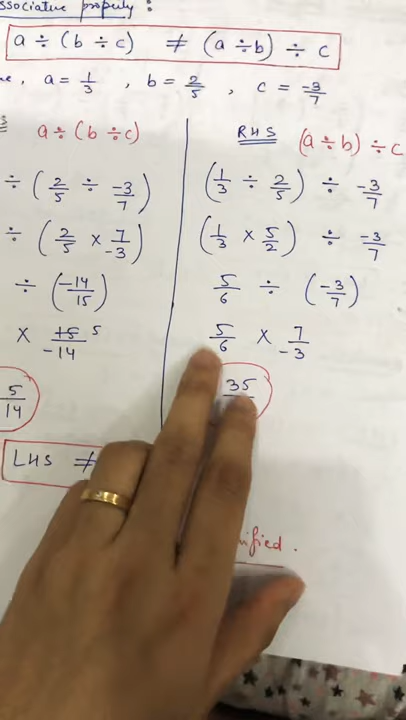 ssociative property :
a ÷ (b ÷ c) ≠ (a ÷ b) ÷ c
, a = 1/3 , b = 2/5 , c = -3/7
a ÷ (b ÷ c)
÷ (2/5 ÷ -3/7)
÷ (2/5 × 7/-3)
÷ (-14/15)
× 15/-14 5
5/14
LHS ≠
RHS (a ÷ b) ÷ c
(1/3 ÷ 2/5) ÷ -3/7
(1/3 × 5/2) ÷ -3/7
5/6 ÷ (-3/7)
5/6 × 7/-3
35
ified .